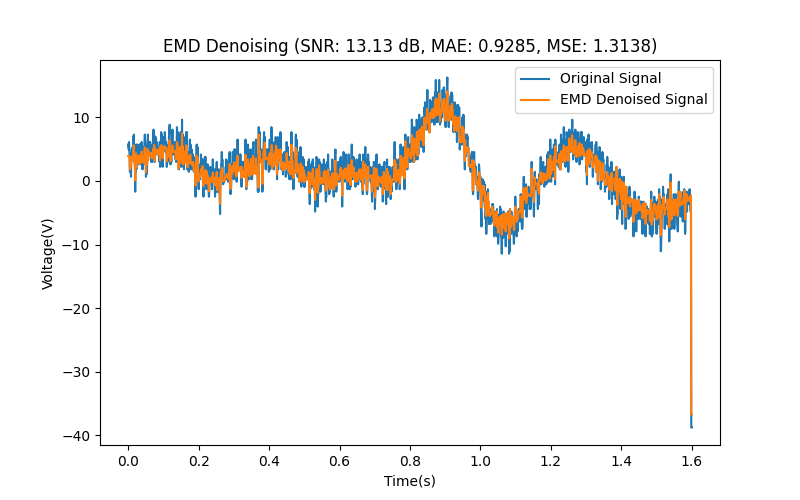 EMD Denoising (SNR: 13.13 dB, MAE: 0.9285, MSE: 1.3138)
Original Signal
EMD Denoised Signal
Voltage(V)
10
0
−10
−20
−30
−40
0.0 0.2 0.4 0.6 0.8 1.0 1.2 1.4 1.6
Time(s)